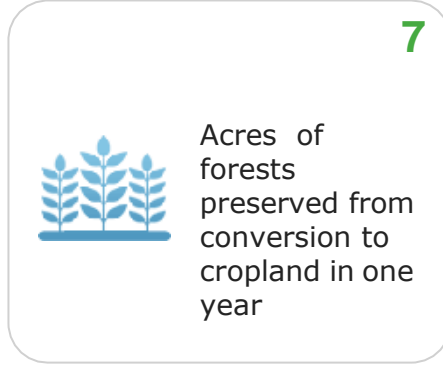 7
Acres of
forests
preserved from
conversion to
cropland in one
year